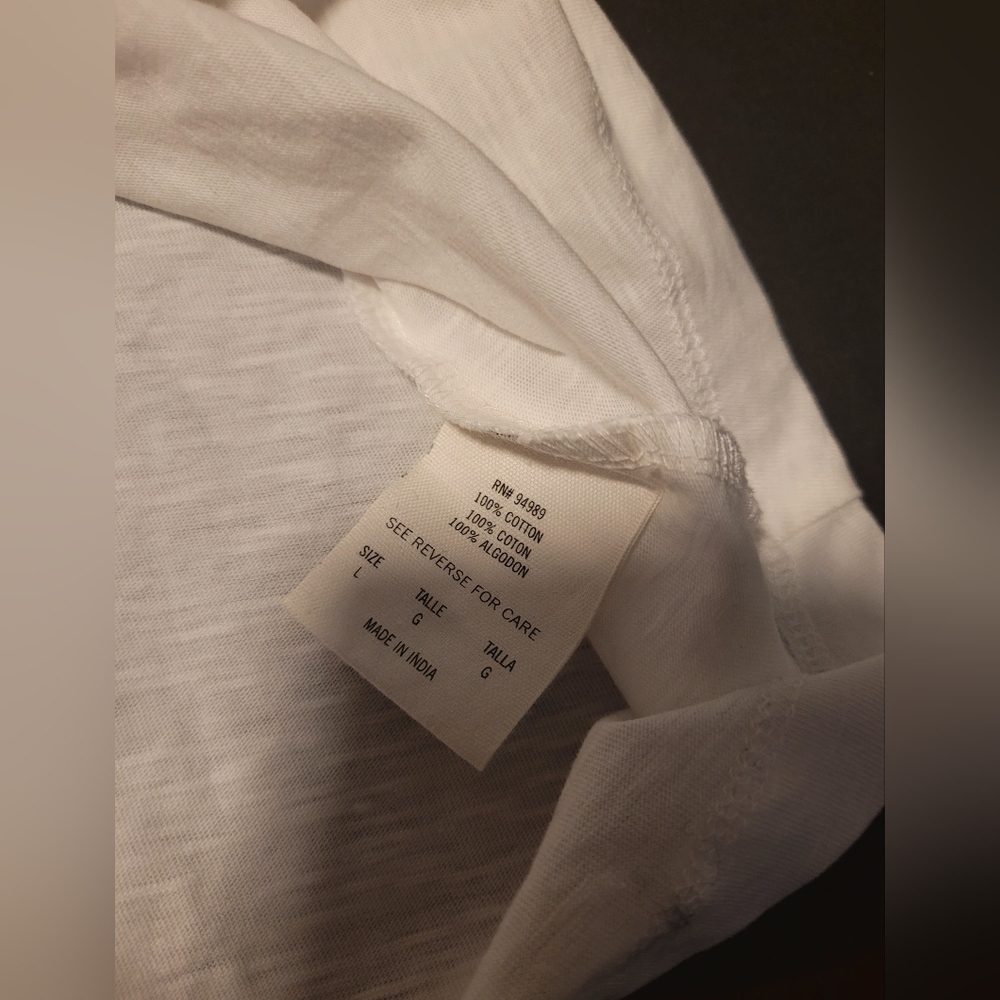 RN# 94989
100% COTTON
100% COTON
100% ALGODON
SEE REVERSE FOR CARE
SIZE TALLE TALLA
L G G
MADE IN INDIA